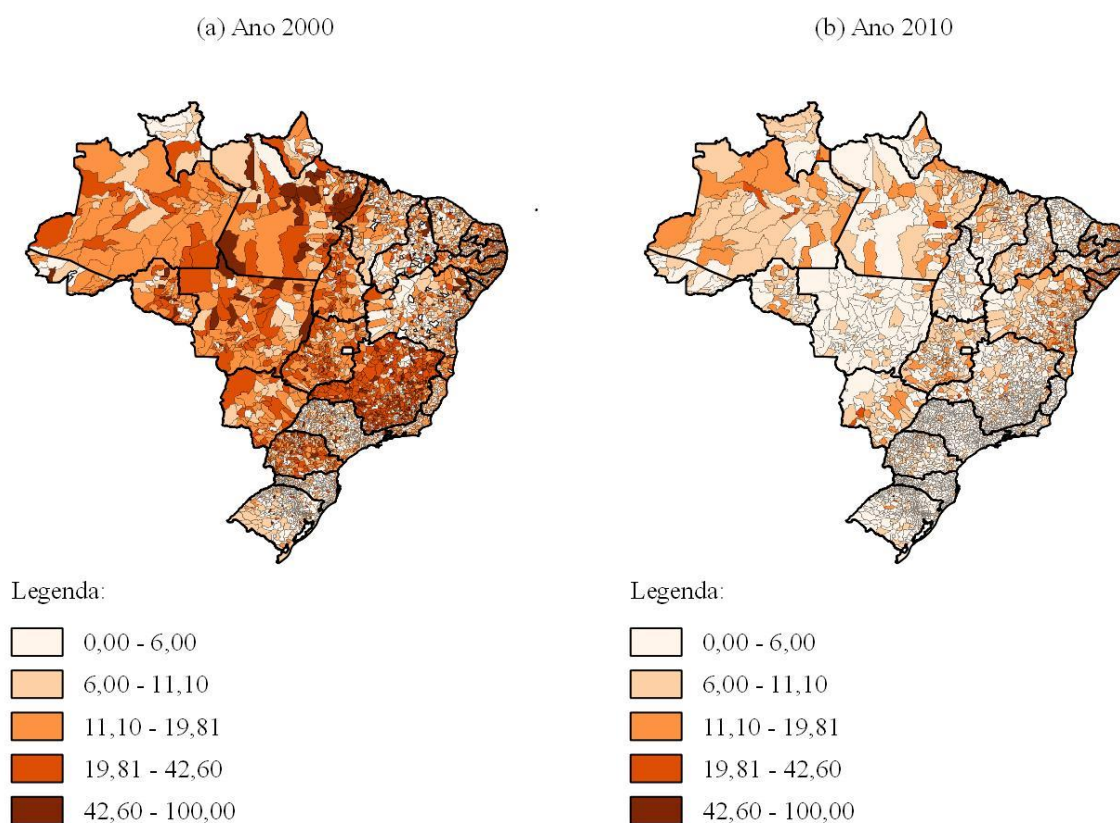 (a) Ano 2000
(b) Ano 2010
Legenda:
0,00 - 6,00
6,00 - 11,10
11,10 - 19,81
19,81 - 42,60
42,60 - 100,00
Legenda:
0,00 - 6,00
6,00 - 11,10
11,10 - 19,81
19,81 - 42,60
42,60 - 100,00